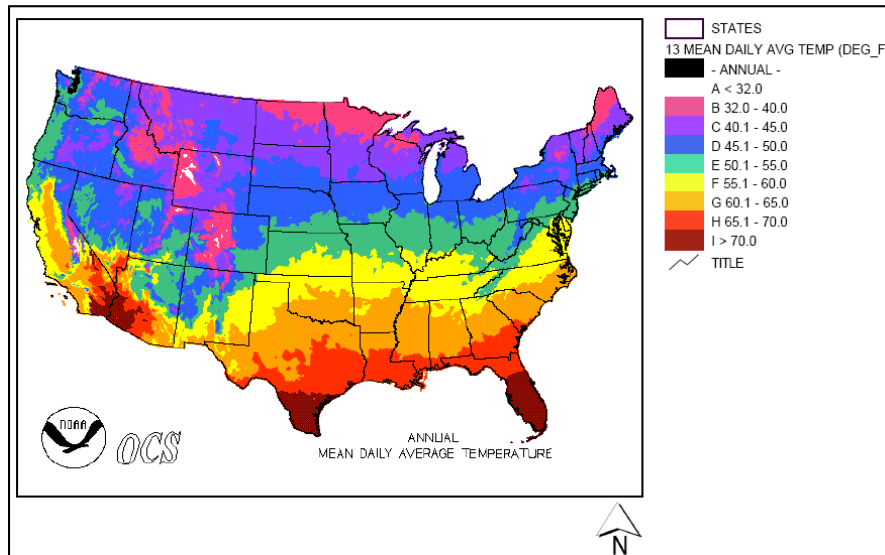 STATES
13 MEAN DAILY AVG TEMP (DEG_F
- ANNUAL -
A < 32.0
B 32.0 - 40.0
C 40.1 - 45.0
D 45.1 - 50.0
E 50.1 - 55.0
F 55.1 - 60.0
G 60.1 - 65.0
H 65.1 - 70.0
I > 70.0
TITLE
NOAA
OCS
ANNUAL
MEAN DAILY AVERAGE TEMPERATURE
N